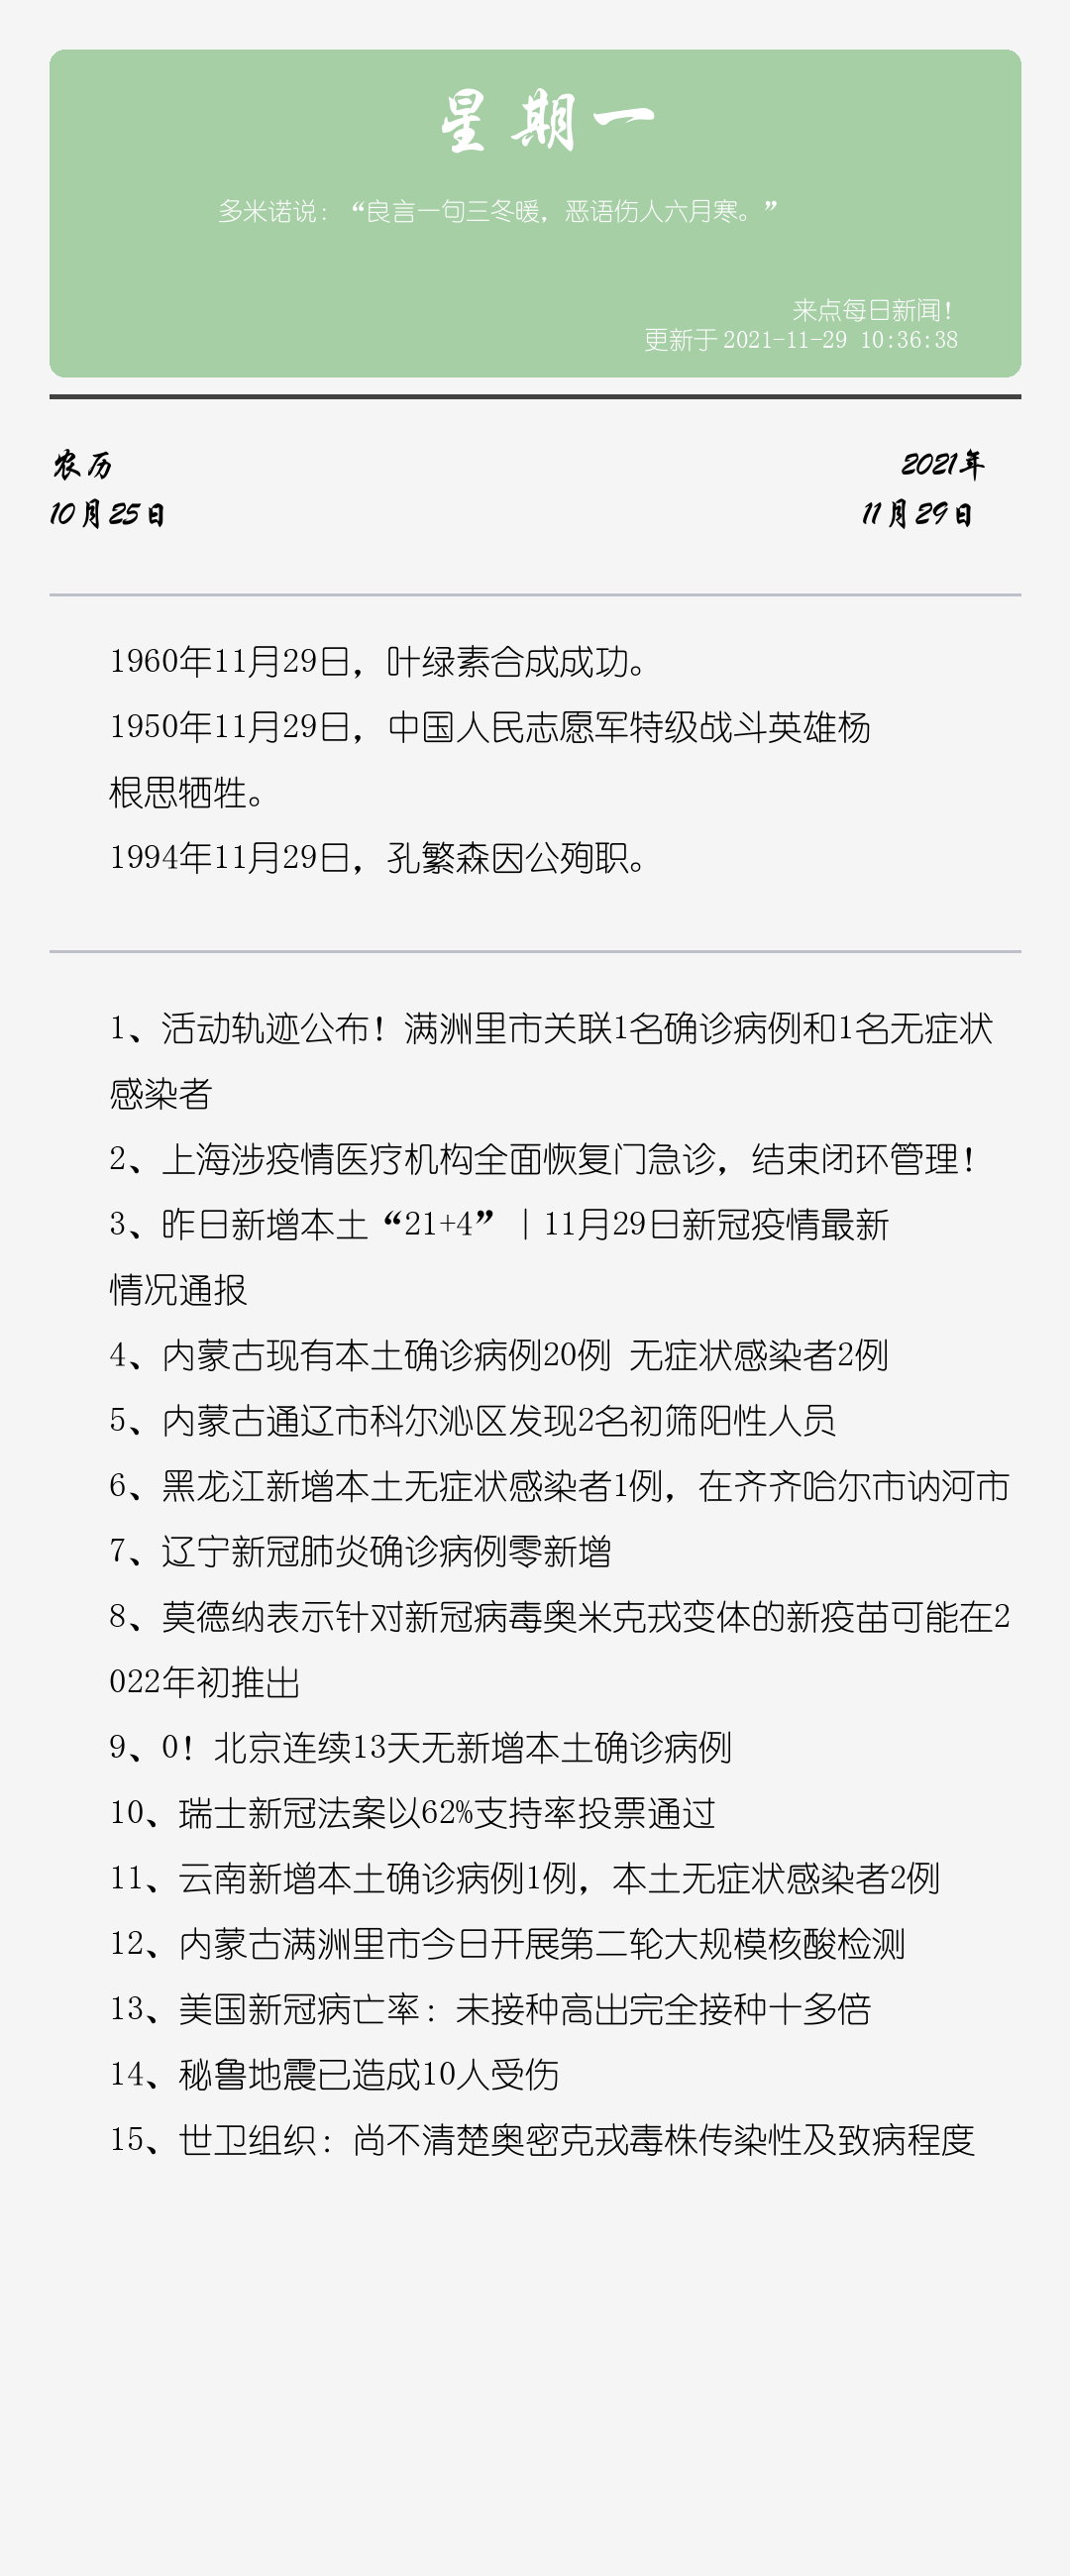 星期一
多米诺说：“良言一句三冬暖，恶语伤人六月寒。”
来点每日新闻！
更新于2021-11-29 10:36:38
农历
10月25日
2021年
11月29日
1960年11月29日，叶绿素合成成功。
1950年11月29日，中国人民志愿军特级战斗英雄杨
根思牺牲。
1994年11月29日，孔繁森因公殉职。
1、活动轨迹公布！满洲里市关联1名确诊病例和1名无症状
感染者
2、上海涉疫情医疗机构全面恢复门急诊，结束闭环管理！
3、昨日新增本土“21+4”｜11月29日新冠疫情最新
情况通报
4、内蒙古现有本土确诊病例20例 无症状感染者2例
5、内蒙古通辽市科尔沁区发现2名初筛阳性人员
6、黑龙江新增本土无症状感染者1例，在齐齐哈尔市讷河市
7、辽宁新冠肺炎确诊病例零新增
8、莫德纳表示针对新冠病毒奥米克戎变体的新疫苗可能在2
022年初推出
9、0！北京连续13天无新增本土确诊病例
10、瑞士新冠法案以62%支持率投票通过
11、云南新增本土确诊病例1例，本土无症状感染者2例
12、内蒙古满洲里市今日开展第二轮大规模核酸检测
13、美国新冠病亡率：未接种高出完全接种十多倍
14、秘鲁地震已造成10人受伤
15、世卫组织：尚不清楚奥密克戎毒株传染性及致病程度